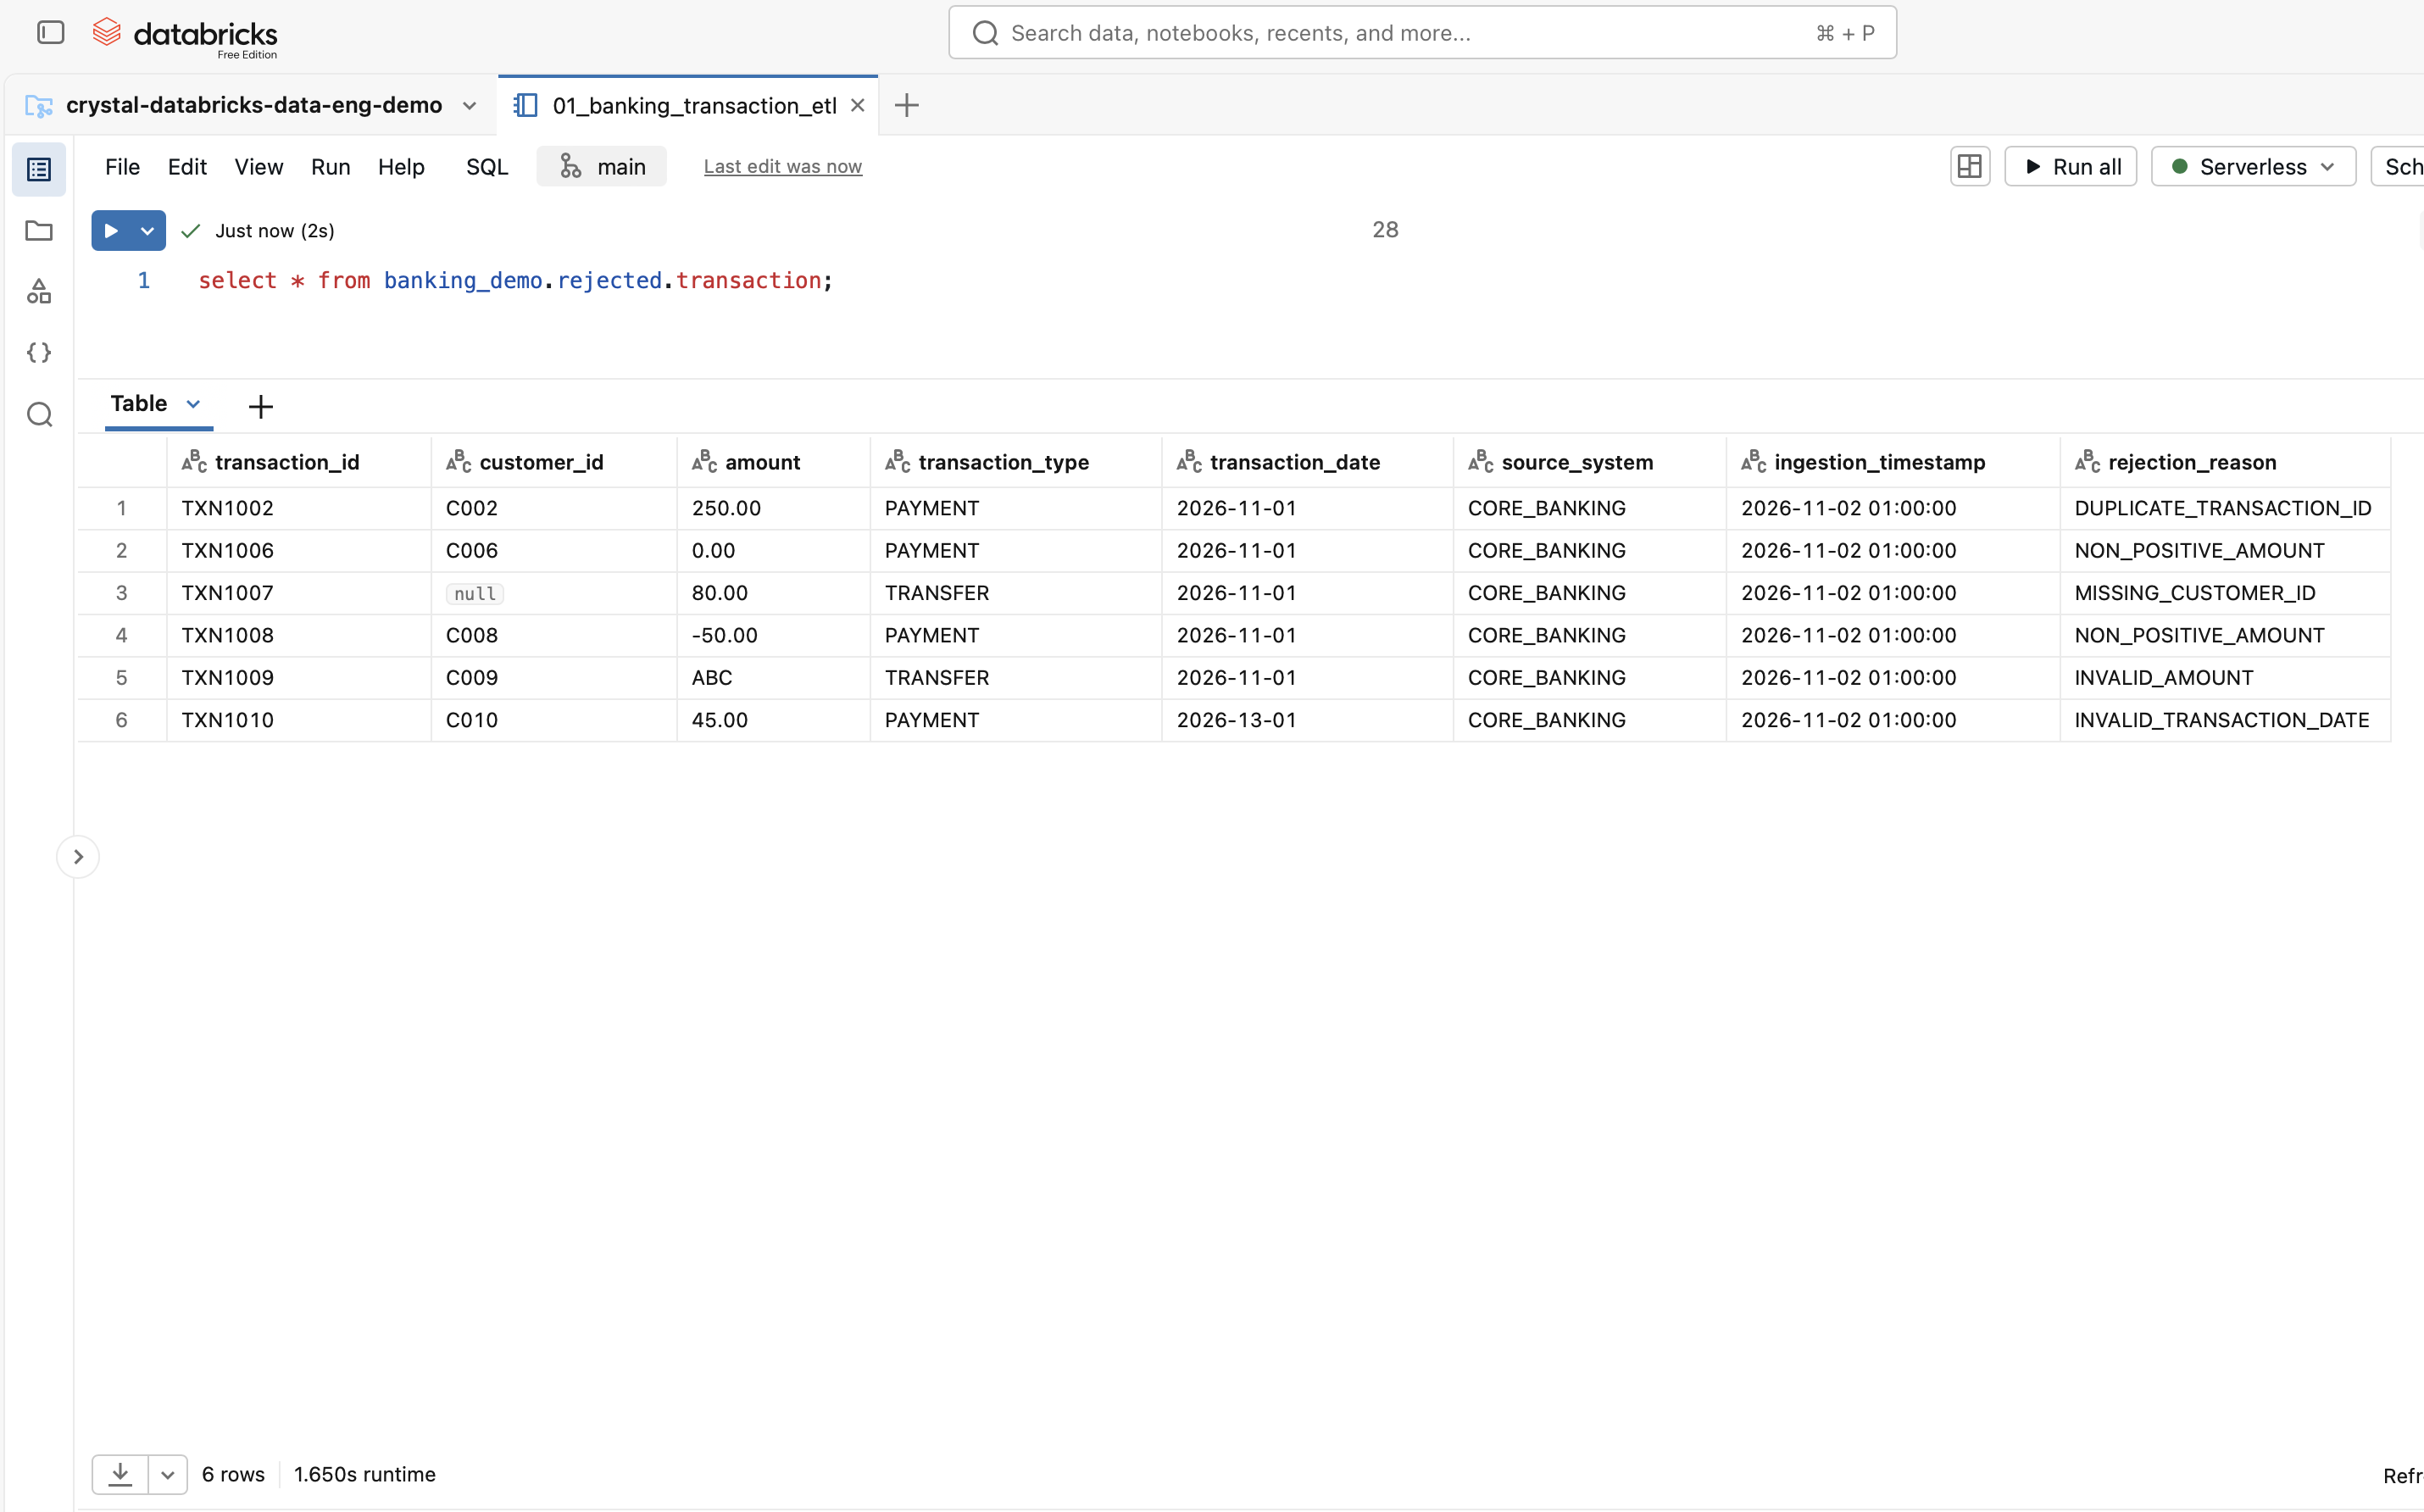 databricks
Free Edition
Search data, notebooks, recents, and more...
⌘ + P
crystal-databricks-data-eng-demo
01_banking_transaction_etl
File Edit View Run Help SQL main Last edit was now
Run all Serverless Sch
Just now (2s)
28
1 select * from banking_demo.rejected.transaction;
Table
transaction_id customer_id amount transaction_type transaction_date source_system ingestion_timestamp rejection_reason
1 TXN1002 C002 250.00 PAYMENT 2026-11-01 CORE_BANKING 2026-11-02 01:00:00 DUPLICATE_TRANSACTION_ID
2 TXN1006 C006 0.00 PAYMENT 2026-11-01 CORE_BANKING 2026-11-02 01:00:00 NON_POSITIVE_AMOUNT
3 TXN1007 null 80.00 TRANSFER 2026-11-01 CORE_BANKING 2026-11-02 01:00:00 MISSING_CUSTOMER_ID
4 TXN1008 C008 -50.00 PAYMENT 2026-11-01 CORE_BANKING 2026-11-02 01:00:00 NON_POSITIVE_AMOUNT
5 TXN1009 C009 ABC TRANSFER 2026-11-01 CORE_BANKING 2026-11-02 01:00:00 INVALID_AMOUNT
6 TXN1010 C010 45.00 PAYMENT 2026-13-01 CORE_BANKING 2026-11-02 01:00:00 INVALID_TRANSACTION_DATE
6 rows 1.650s runtime
Refr